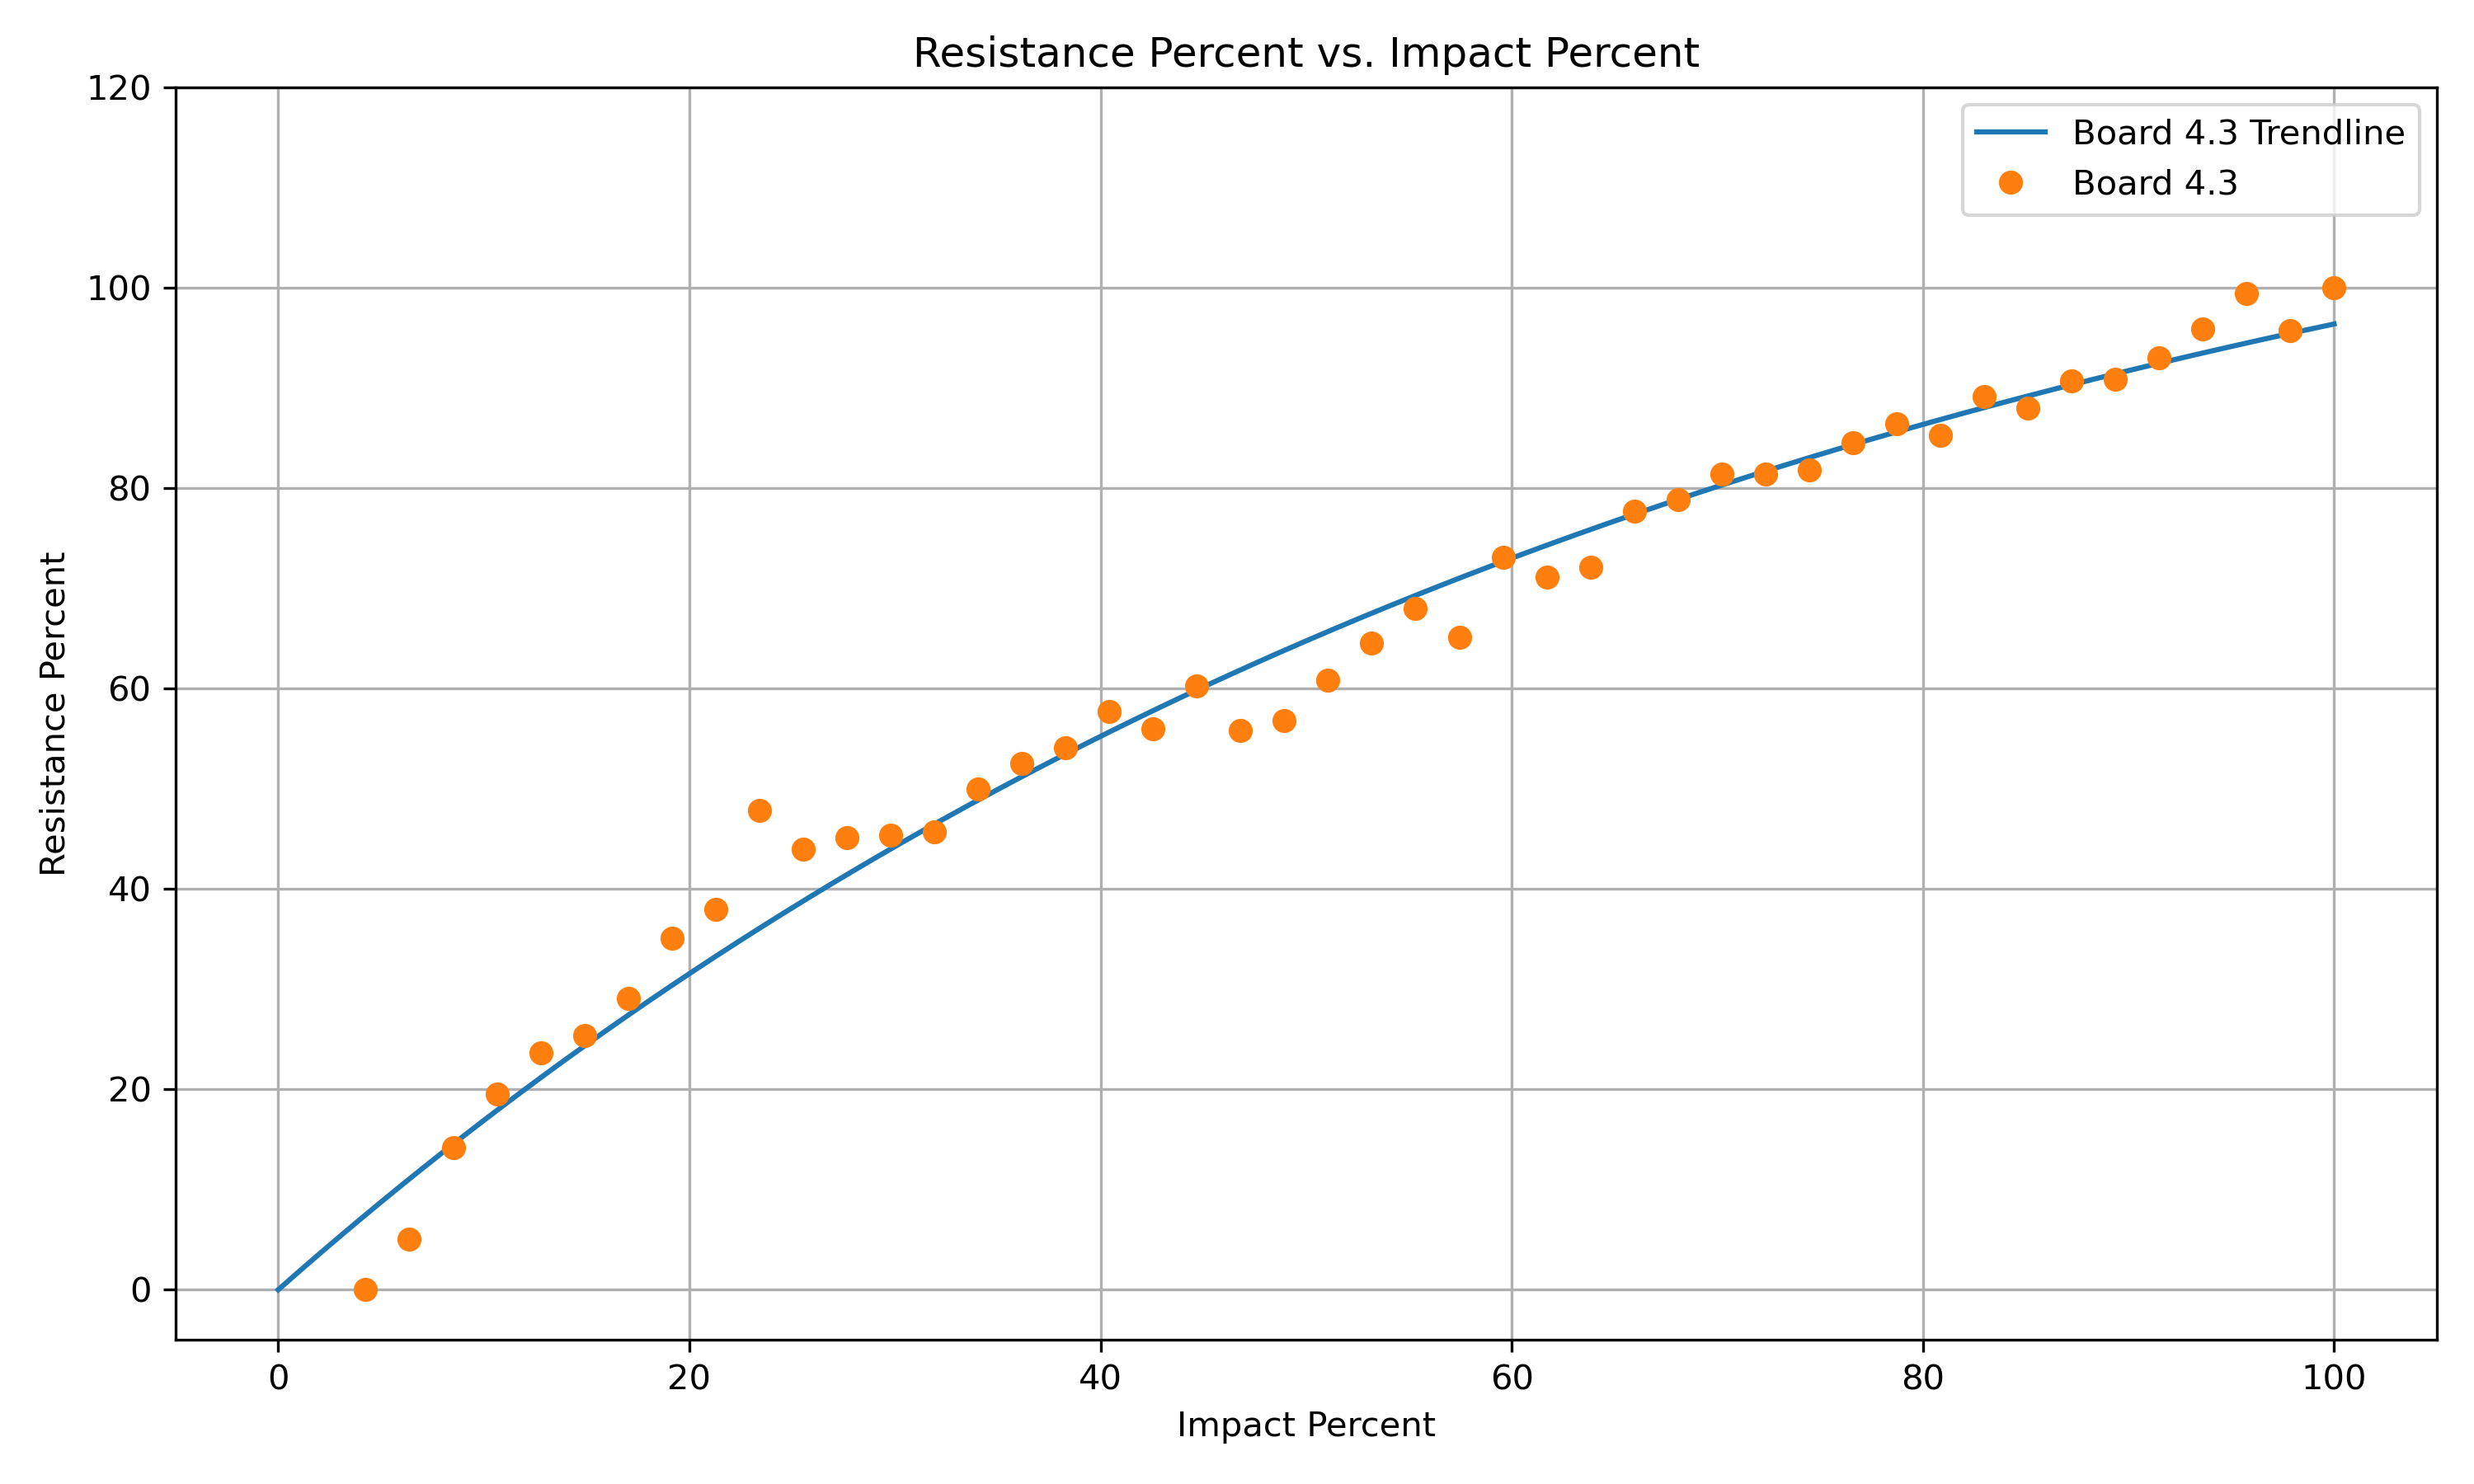 Resistance Percent vs. Impact Percent
Board 4.3 Trendline
Board 4.3
Resistance Percent
120
100
80
60
40
20
0
0 20 40 60 80 100
Impact Percent